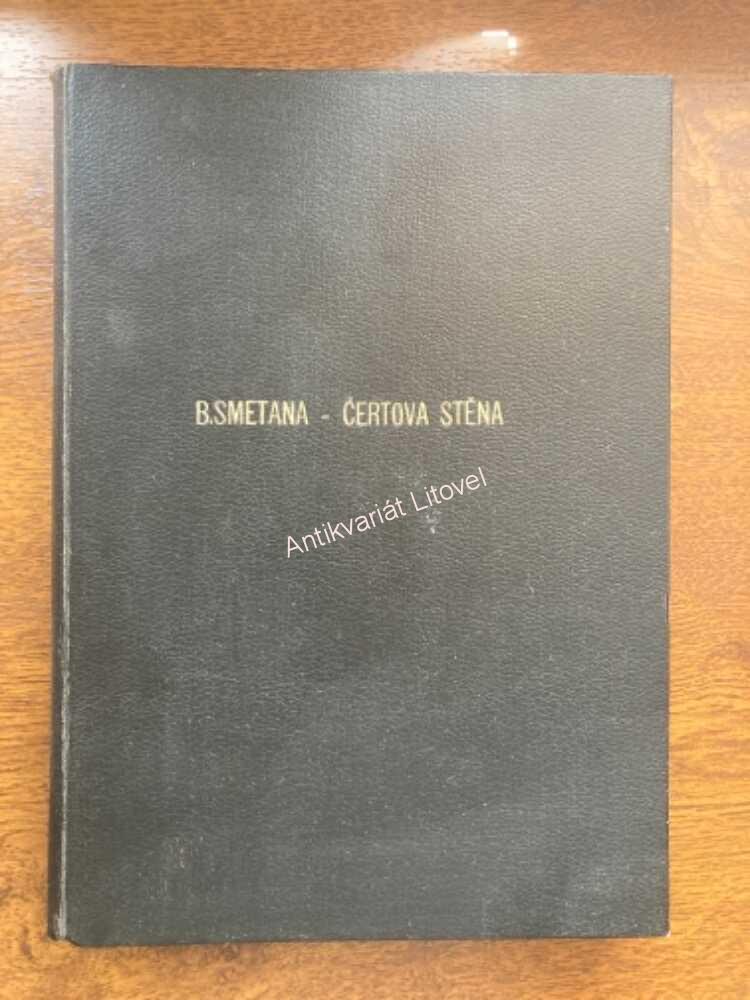 B.SMETANA - ČERTOVA STĚNA
Antikvariát Litovel